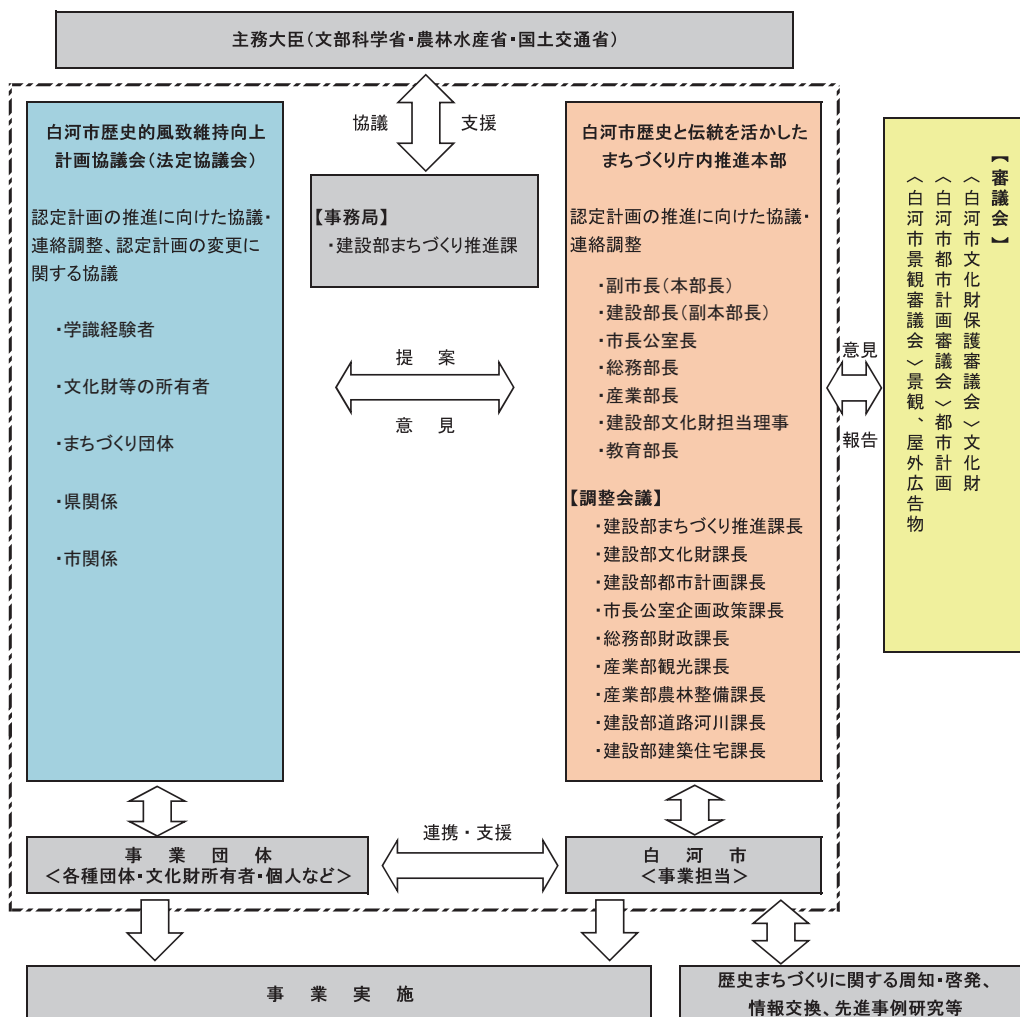 主務大臣（文部科学省・農林水産省・国土交通省）
協議
支援
白河市歴史的風致維持向上
計画協議会（法定協議会）
認定計画の推進に向けた協議・
連絡調整、認定計画の変更に
関する協議
・学識経験者
・文化財等の所有者
・まちづくり団体
・県関係
・市関係
【事務局】
・建設部まちづくり推進課
提　案
意　見
白河市歴史と伝統を活かした
まちづくり庁内推進本部
認定計画の推進に向けた協議・
連絡調整
・副市長（本部長）
・建設部長（副本部長）
・市長公室長
・総務部長
・産業部長
・建設部文化財担当理事
・教育部長
【調整会議】
・建設部まちづくり推進課長
・建設部文化財課長
・建設部都市計画課長
・市長公室企画政策課長
・総務部財政課長
・産業部観光課長
・産業部農林整備課長
・建設部道路河川課長
・建設部建築住宅課長
意見
報告
【審議会】
〈白河市文化財保護審議会〉文化財
〈白河市都市計画審議会〉都市計画
〈白河市景観審議会〉景観、屋外広告物
事　業　団　体
＜各種団体・文化財所有者・個人など＞
連携・支援
白　河　市
＜事業担当＞
事　業　実　施
歴史まちづくりに関する周知・啓発、
情報交換、先進事例研究等